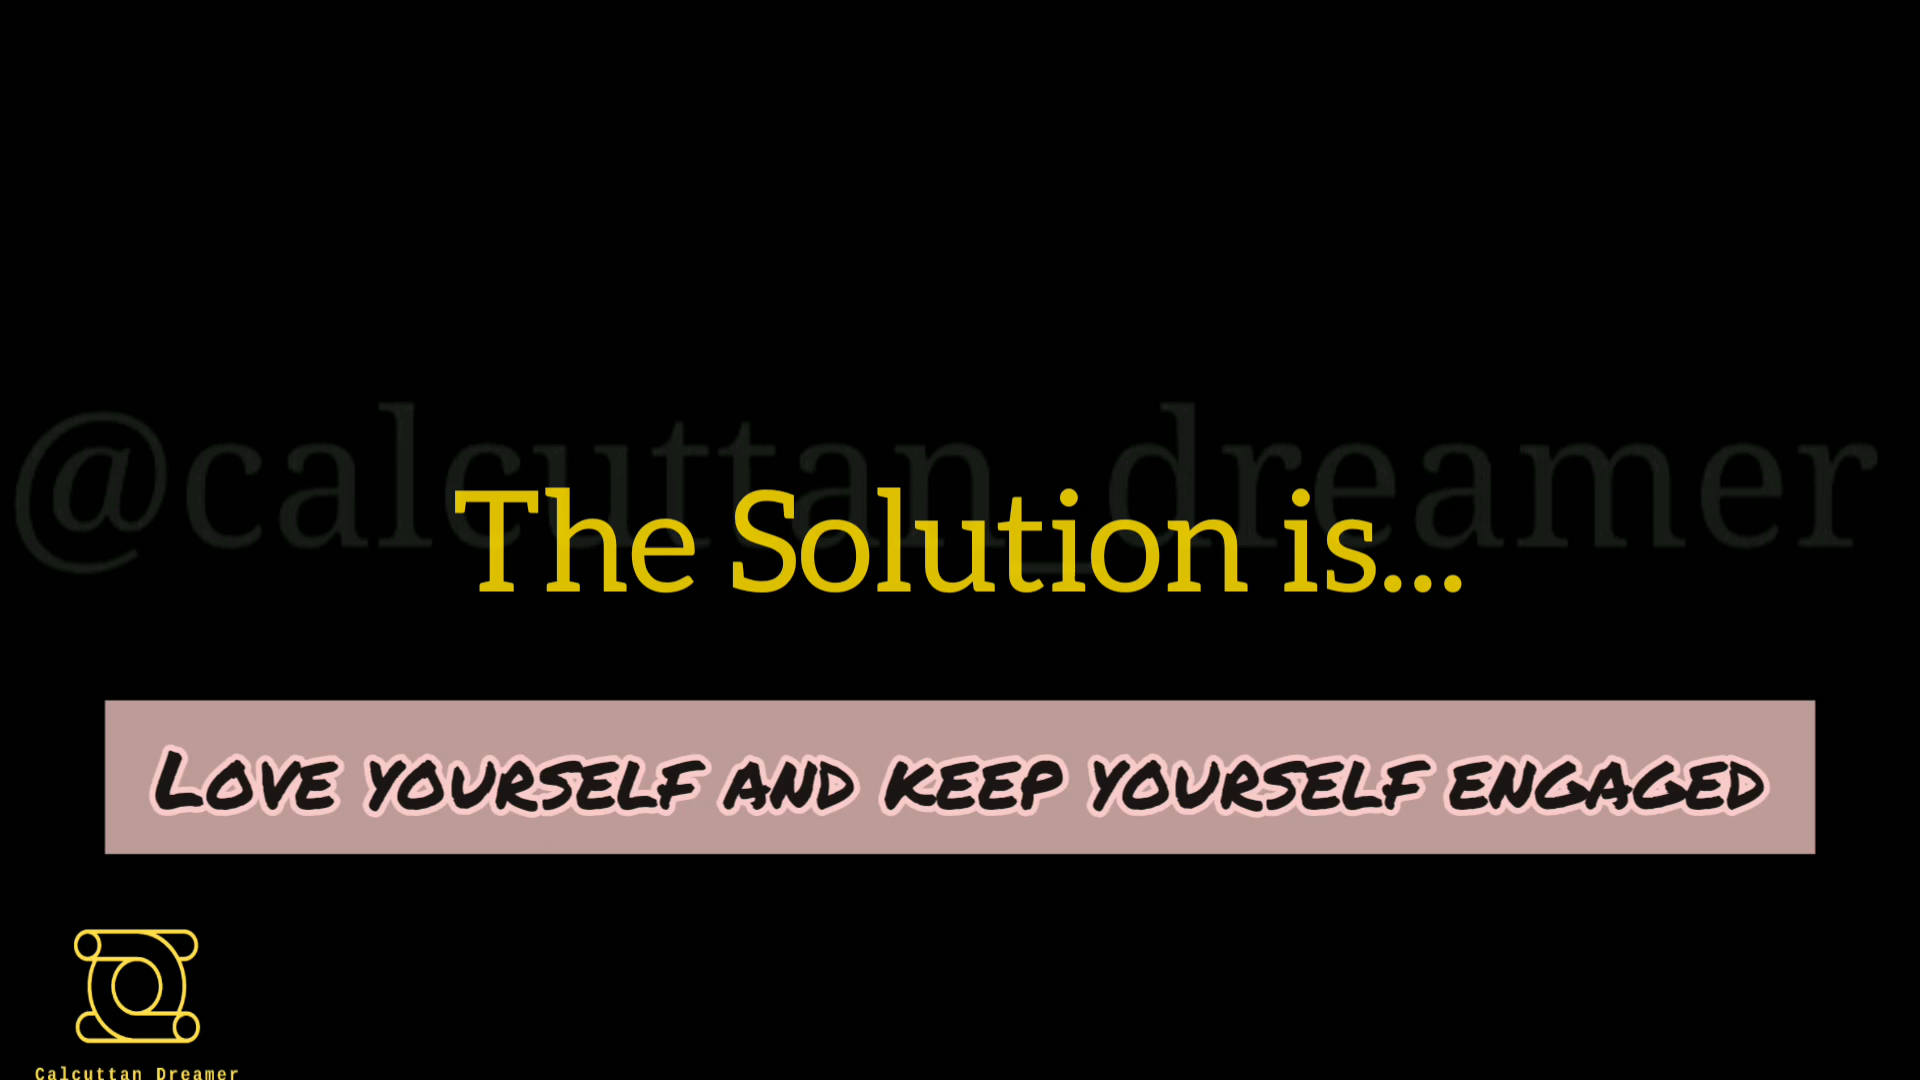 @calcuttan_dreamer
The Solution is...
Love yourself and keep yourself engaged
Calcuttan Dreamer